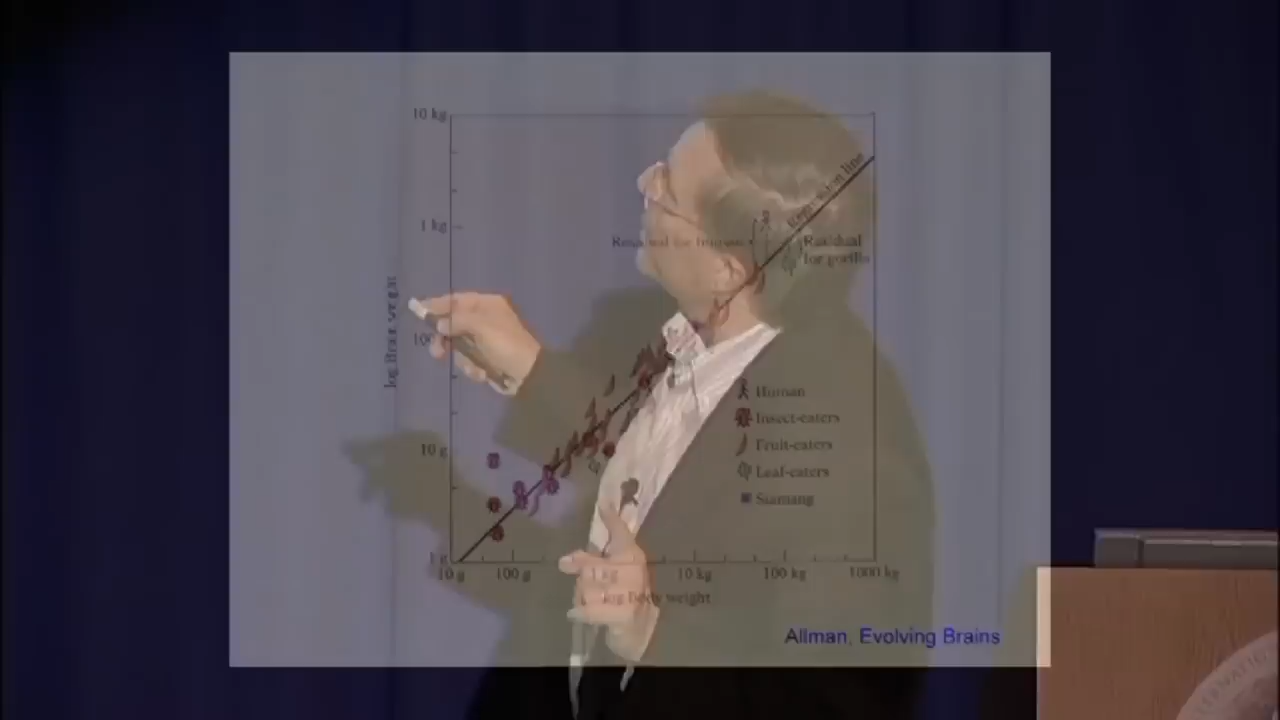 10 kg
Regression line
1 kg
Residual for human
Residual
for gorilla
log Brain weight
100
Human
Insect-eaters
Fruit-eaters
10 g
Leaf-eaters
Siamang
1 g
10 g 100 g 1 kg 10 kg 100 kg 1000 kg
log Body weight
Allman, Evolving Brains